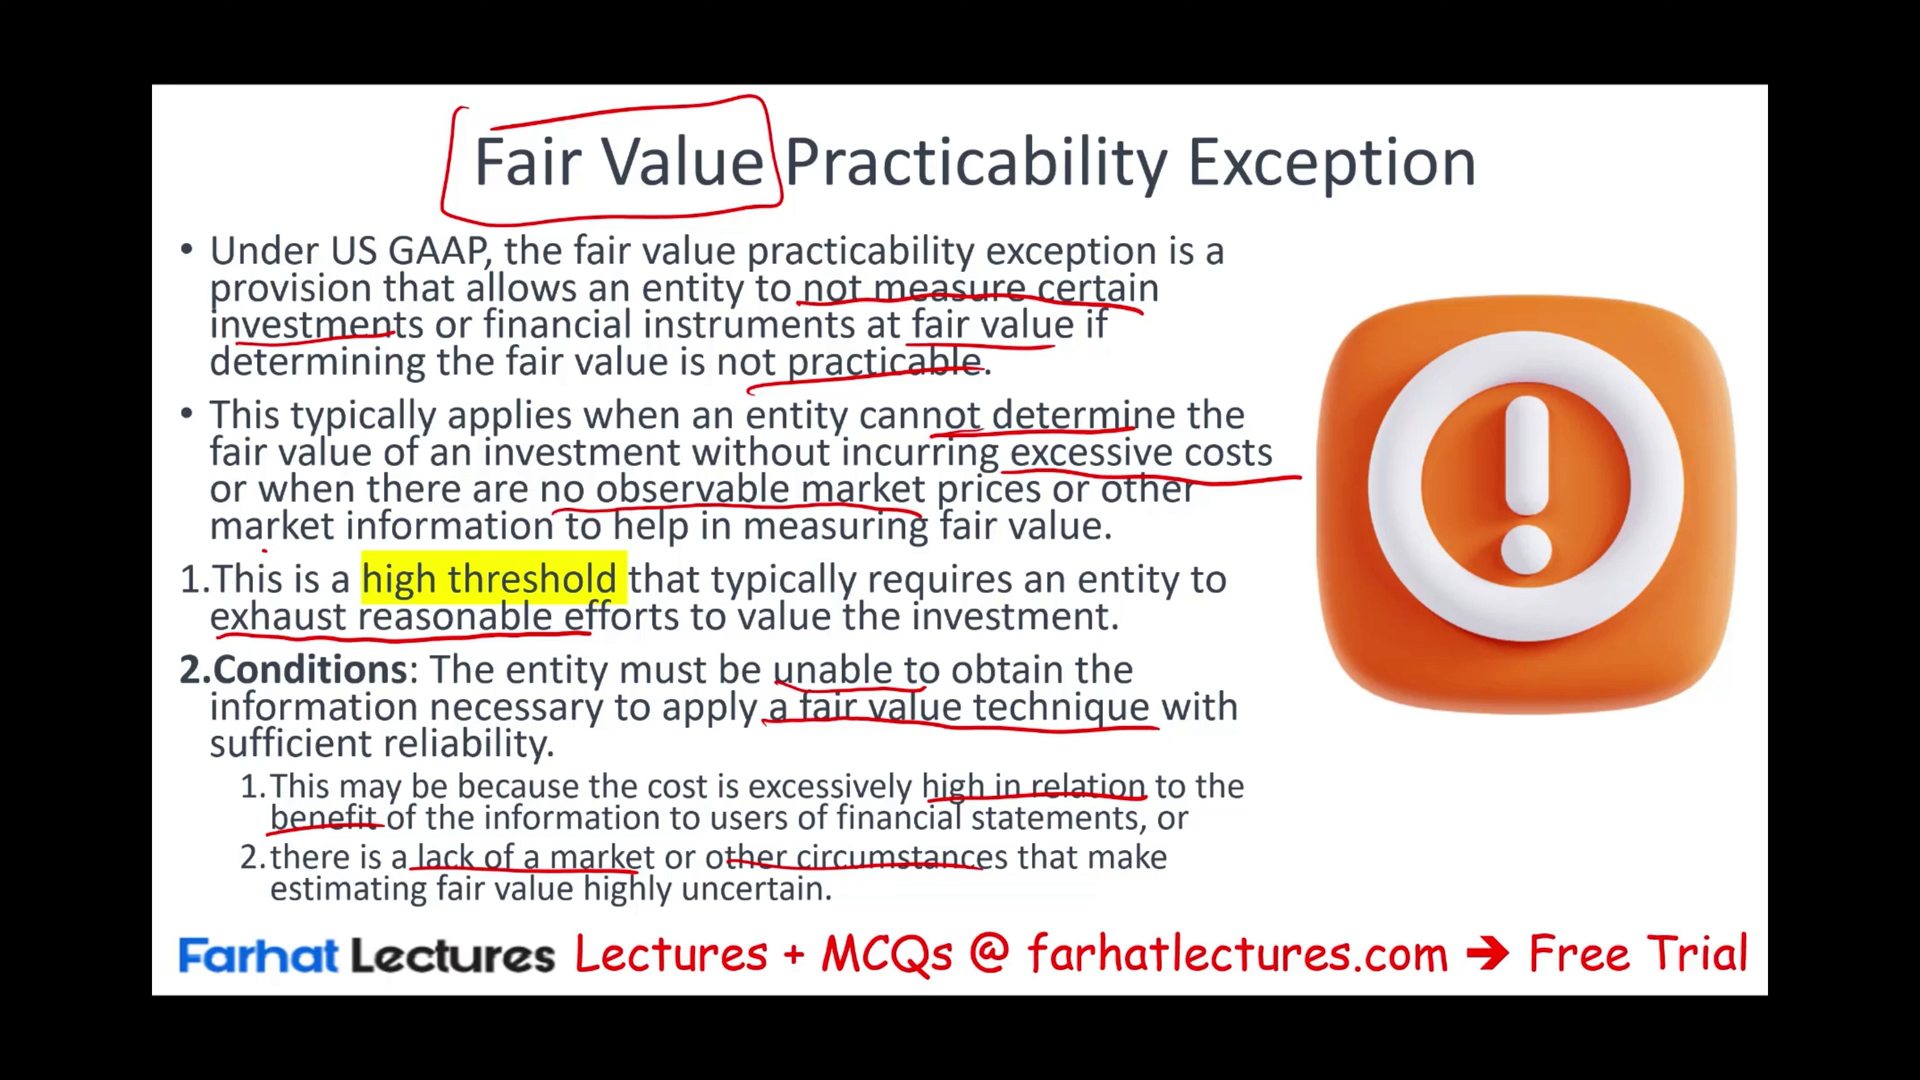 Fair Value Practicability Exception
• Under US GAAP, the fair value practicability exception is a
provision that allows an entity to not measure certain
investments or financial instruments at fair value if
determining the fair value is not practicable.
• This typically applies when an entity cannot determine the
fair value of an investment without incurring excessive costs
or when there are no observable market prices or other
market information to help in measuring fair value.
1.This is a high threshold that typically requires an entity to
exhaust reasonable efforts to value the investment.
2.Conditions: The entity must be unable to obtain the
information necessary to apply a fair value technique with
sufficient reliability.
1.This may be because the cost is excessively high in relation to the
benefit of the information to users of financial statements, or
2.there is a lack of a market or other circumstances that make
estimating fair value highly uncertain.
Farhat Lectures Lectures + MCQs @ farhatlectures.com → Free Trial